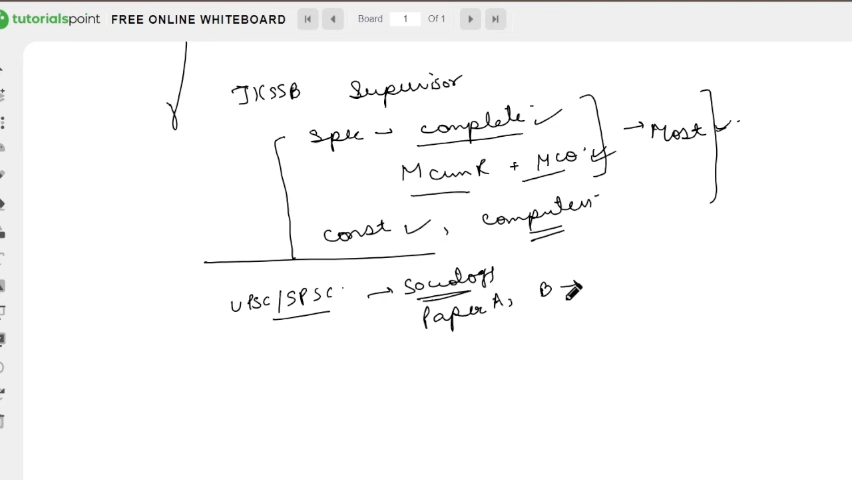 tutorialspoint FREE ONLINE WHITEBOARD Board 1 Of 1
JKSSB Supervisor
Spec → complete
→ Most
+ MCQ
Const , Computers
UPSC/SPSC → Sociology
Paper A, B →